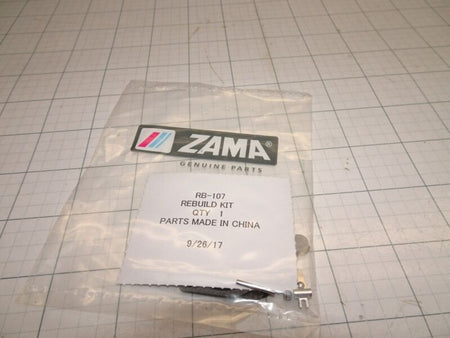 ZAMA®
GENUINE PARTS
RB-107
REBUILD KIT
QTY 1
PARTS MADE IN CHINA
9/26/17